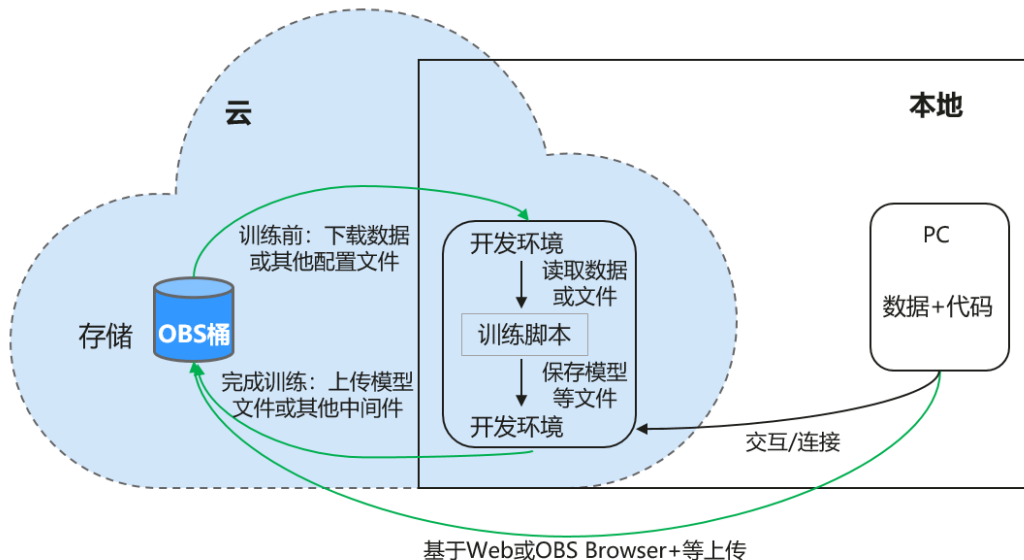 云
本地
训练前：下载数据
或其他配置文件
开发环境
读取数据
或文件
训练脚本
保存模型
等文件
开发环境
PC
数据+代码
存储
OBS桶
完成训练：上传模型
文件或其他中间件
交互/连接
基于Web或OBS Browser+等上传